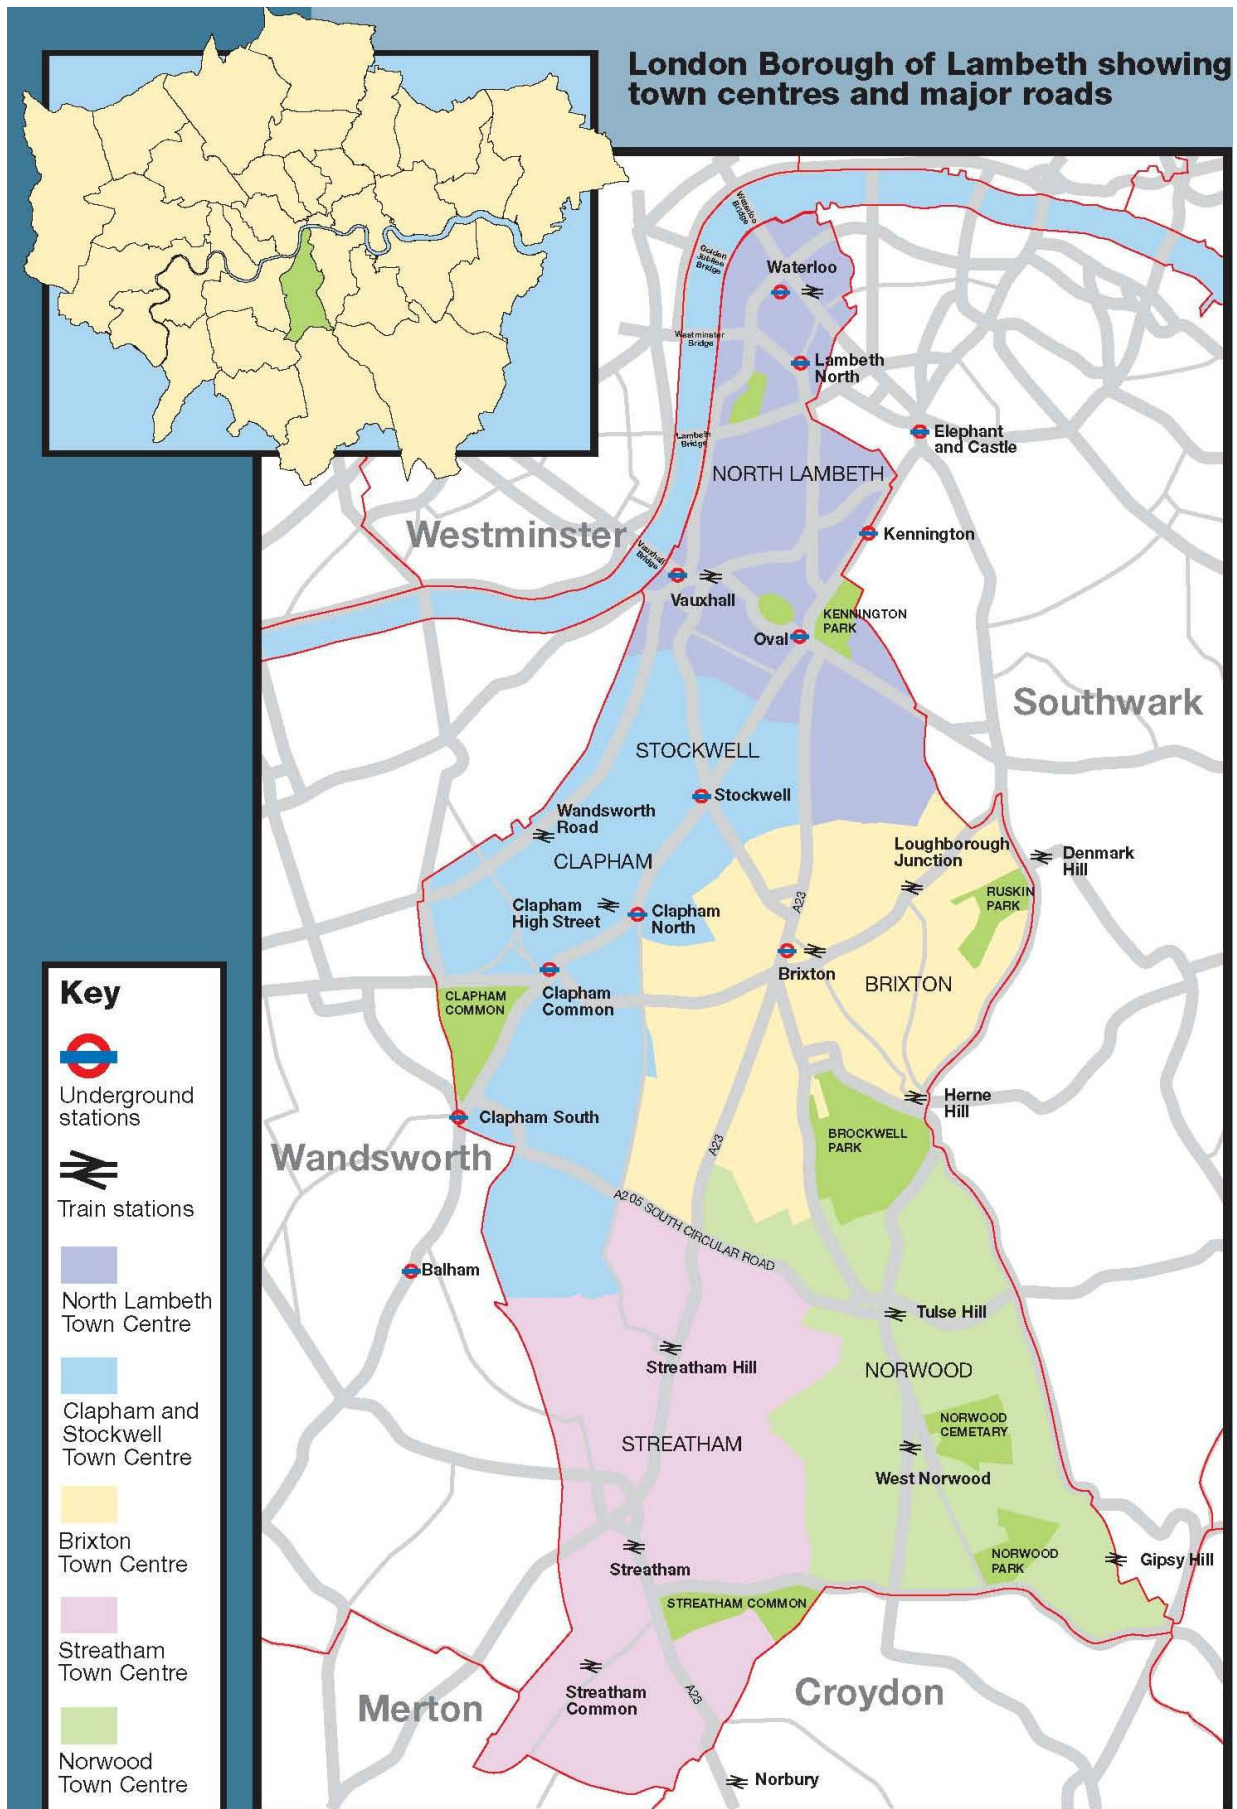 London Borough of Lambeth showing
town centres and major roads
Waterloo
Bridge
Golden
Jubilee
Bridge
Waterloo
Westminster
Bridge
Lambeth
North
Lambeth
Bridge
Elephant
and Castle
NORTH LAMBETH
Westminster
Kennington
Vauxhall
Bridge
Vauxhall
KENNINGTON
PARK
Oval
Southwark
STOCKWELL
Stockwell
Wandsworth
Road
Loughborough
Junction
Denmark
Hill
CLAPHAM
RUSKIN
PARK
A23
Clapham
High Street
Clapham
North
Brixton
BRIXTON
CLAPHAM
COMMON
Clapham
Common
Herne
Hill
Clapham South
BROCKWELL
PARK
A23
Wandsworth
A205 SOUTH CIRCULAR ROAD
Balham
Tulse Hill
Streatham Hill
NORWOOD
NORWOOD
CEMETARY
STREATHAM
West Norwood
NORWOOD
PARK
Gipsy Hill
Streatham
STREATHAM COMMON
Streatham
Common
A23
Croydon
Merton
Norbury
Key
Underground
stations
Train stations
North Lambeth
Town Centre
Clapham and
Stockwell
Town Centre
Brixton
Town Centre
Streatham
Town Centre
Norwood
Town Centre